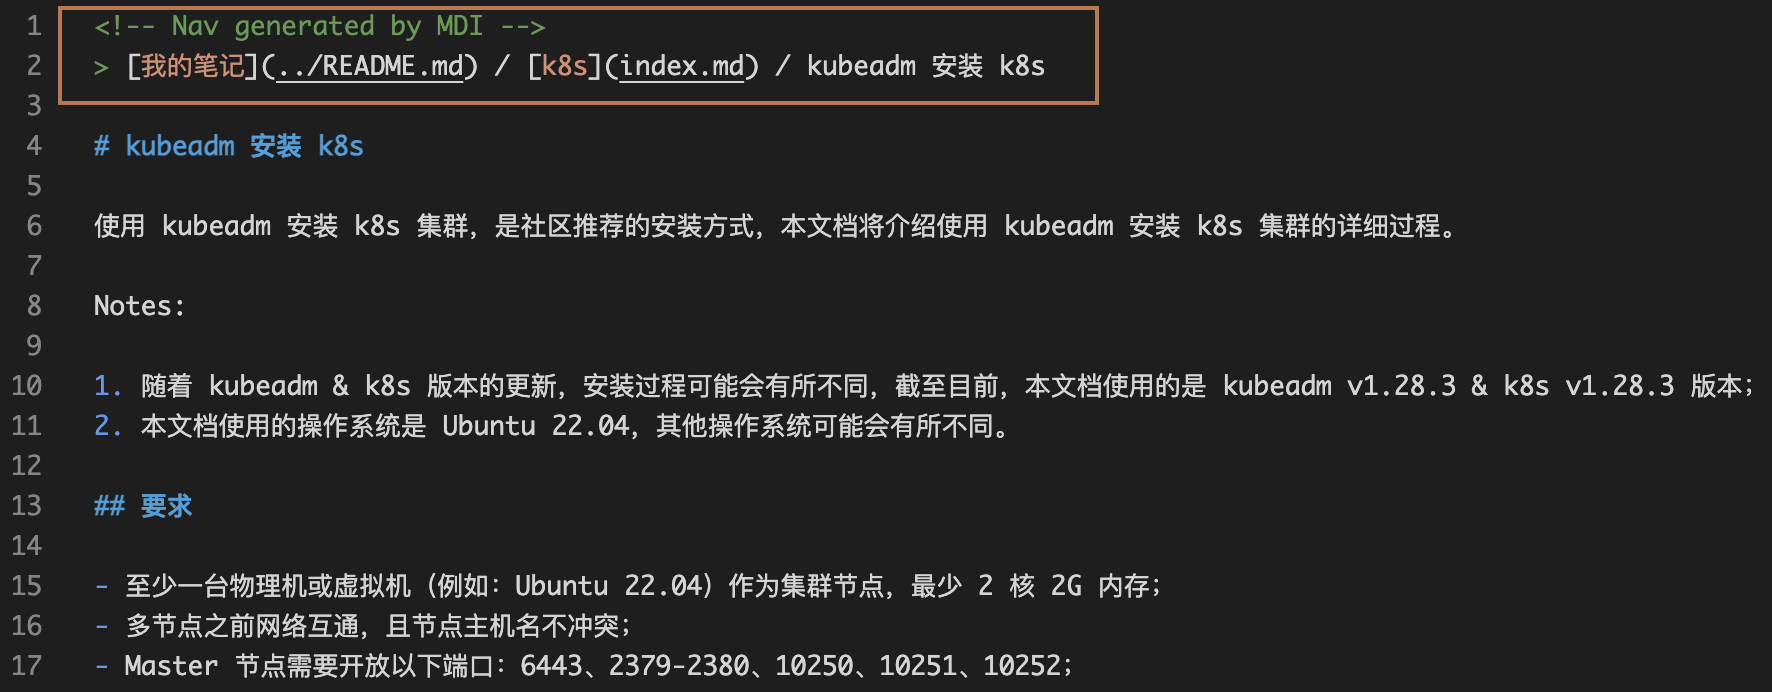 1 <!-- Nav generated by MDI -->
2 > [我的笔记](../README.md) / [k8s](index.md) / kubeadm 安装 k8s
3
4 # kubeadm 安装 k8s
5
6 使用 kubeadm 安装 k8s 集群，是社区推荐的安装方式，本文档将介绍使用 kubeadm 安装 k8s 集群的详细过程。
7
8 Notes:
9
10 1. 随着 kubeadm & k8s 版本的更新，安装过程可能会有所不同，截至目前，本文档使用的是 kubeadm v1.28.3 & k8s v1.28.3 版本；
11 2. 本文档使用的操作系统是 Ubuntu 22.04，其他操作系统可能会有所不同。
12
13 ## 要求
14
15 - 至少一台物理机或虚拟机（例如：Ubuntu 22.04）作为集群节点，最少 2 核 2G 内存；
16 - 多节点之前网络互通，且节点主机名不冲突；
17 - Master 节点需要开放以下端口：6443、2379-2380、10250、10251、10252；